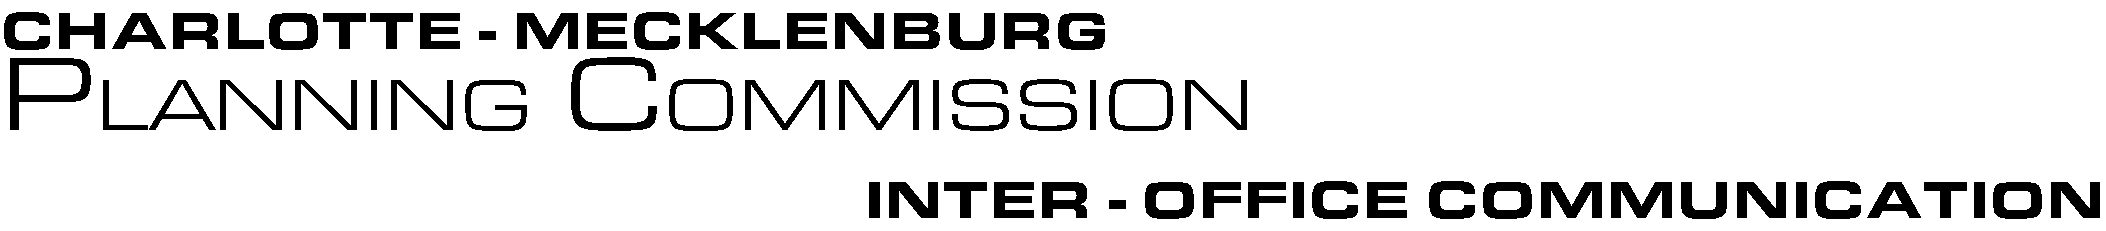 CHARLOTTE - MECKLENBURG
PLANNING COMMISSION
INTER - OFFICE COMMUNICATION